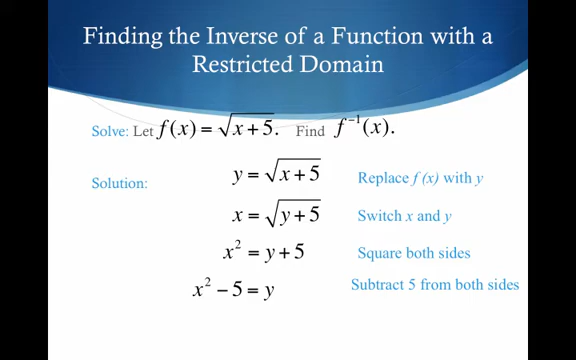 Finding the Inverse of a Function with a
Restricted Domain
Solve: Let f(x) = √(x + 5). Find f⁻¹(x).
Solution: y = √(x + 5) Replace f (x) with y
x = √(y + 5) Switch x and y
x² = y + 5 Square both sides
x² − 5 = y Subtract 5 from both sides